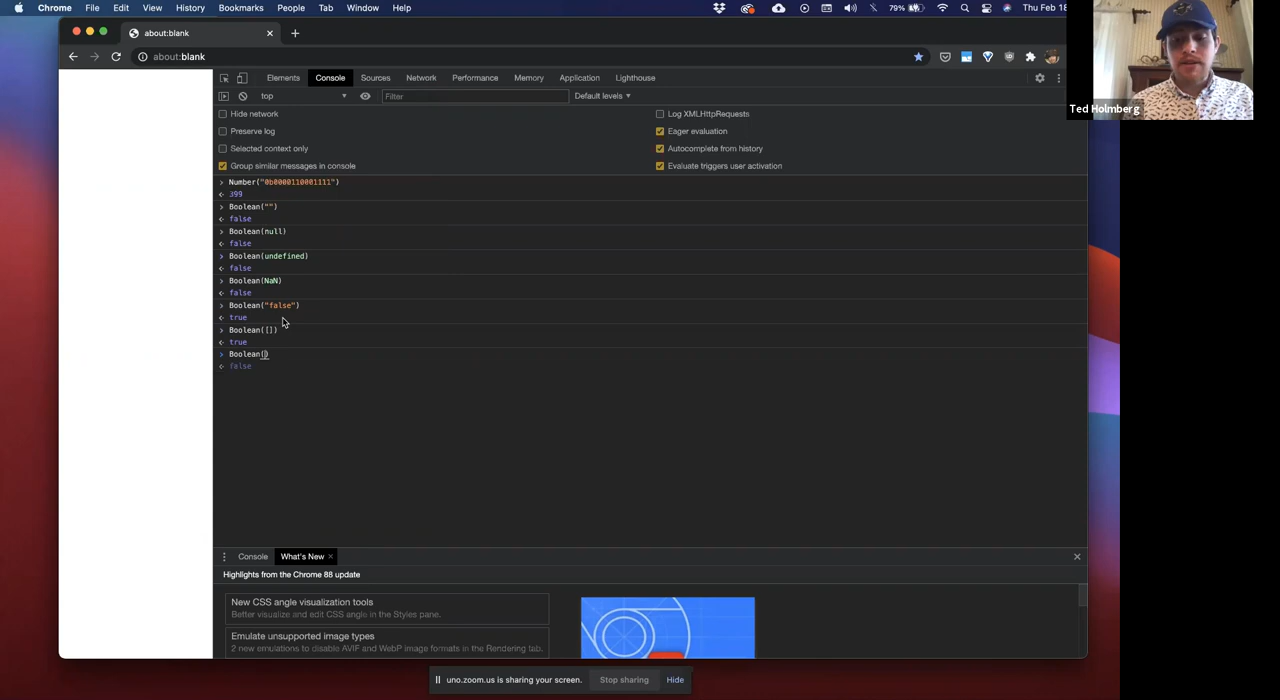 Chrome File Edit View History Bookmarks People Tab Window Help 79% Thu Feb 18
about:blank
about:blank
Elements Console Sources Network Performance Memory Application Lighthouse
top Filter Default levels
Hide network Log XMLHttpRequests
Preserve log Eager evaluation
Selected context only Autocomplete from history
Group similar messages in console Evaluate triggers user activation
Ted Holmberg
> Number("0b0000110001111")
< 399
> Boolean("")
< false
> Boolean(null)
< false
> Boolean(undefined)
< false
> Boolean(NaN)
< false
> Boolean("false")
< true
> Boolean([])
< true
> Boolean()
< false
Console What's New
Highlights from the Chrome 88 update
New CSS angle visualization tools
Better visualize and edit CSS angle in the Styles pane.
Emulate unsupported image types
2 new emulations to disable AVIF and WebP image formats in the Rendering tab.
uno.zoom.us is sharing your screen. Stop sharing Hide